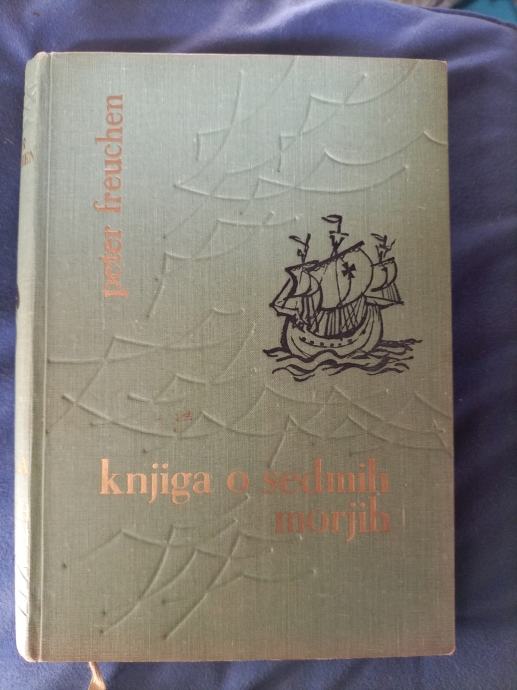 peter freuchen
knjiga o sedmih
morjih